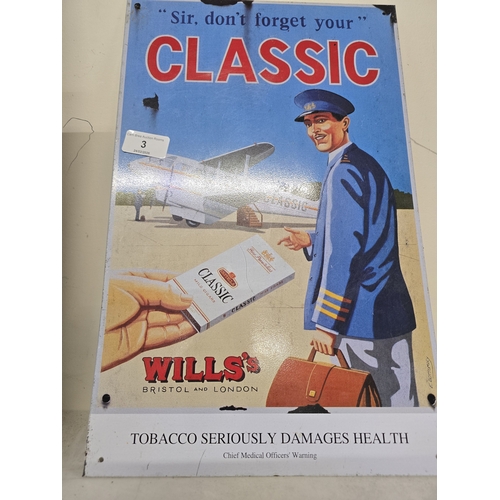 "Sir, don't forget your"
CLASSIC
3
CLASSIC
CLASSIC
CLASSIC
WILLS's
BRISTOL AND LONDON
TOBACCO SERIOUSLY DAMAGES HEALTH
Chief Medical Officers' Warning